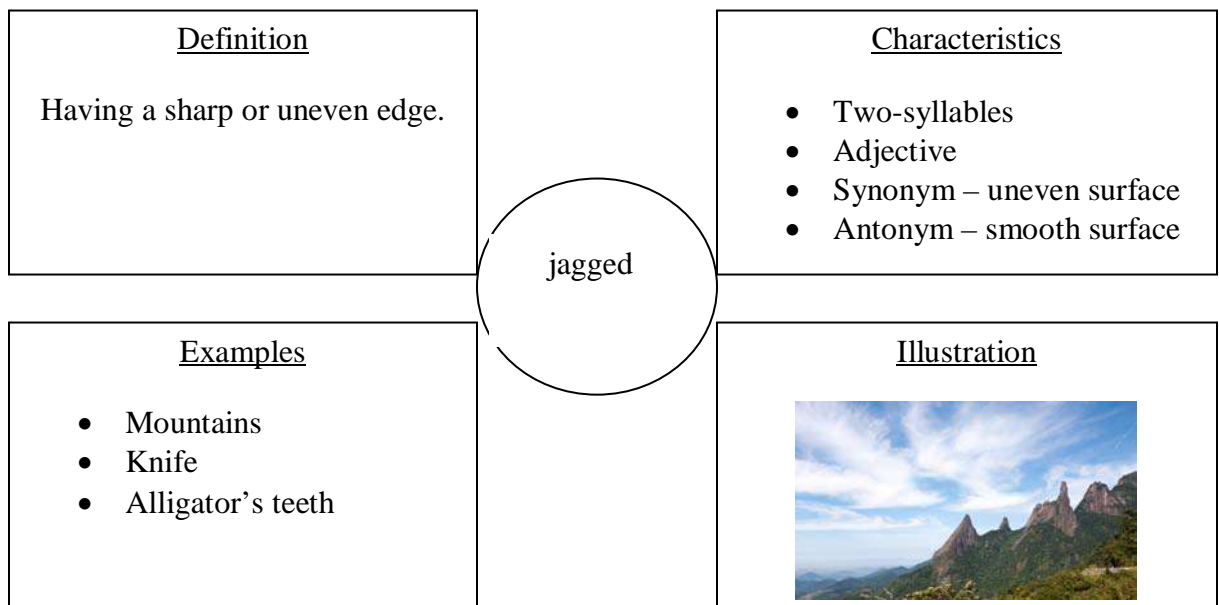 Definition
Having a sharp or uneven edge.
Characteristics
• Two-syllables
• Adjective
• Synonym – uneven surface
• Antonym – smooth surface
jagged
Examples
• Mountains
• Knife
• Alligator’s teeth
Illustration